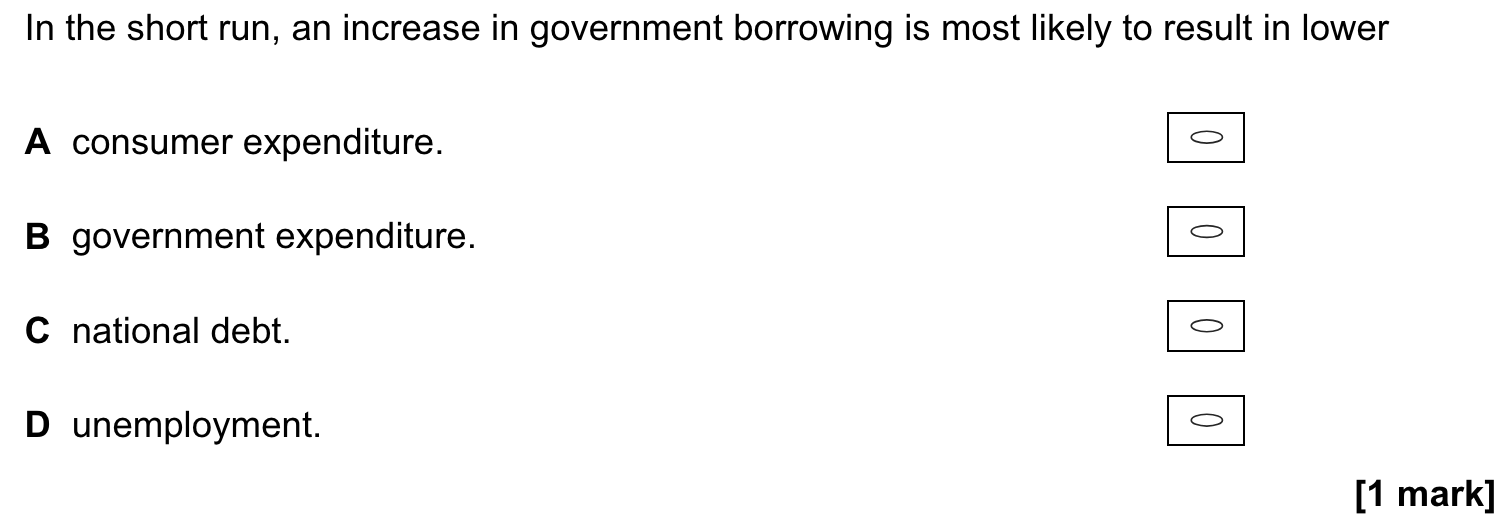 In the short run, an increase in government borrowing is most likely to result in lower
A consumer expenditure.
B government expenditure.
C national debt.
D unemployment.
[1 mark]